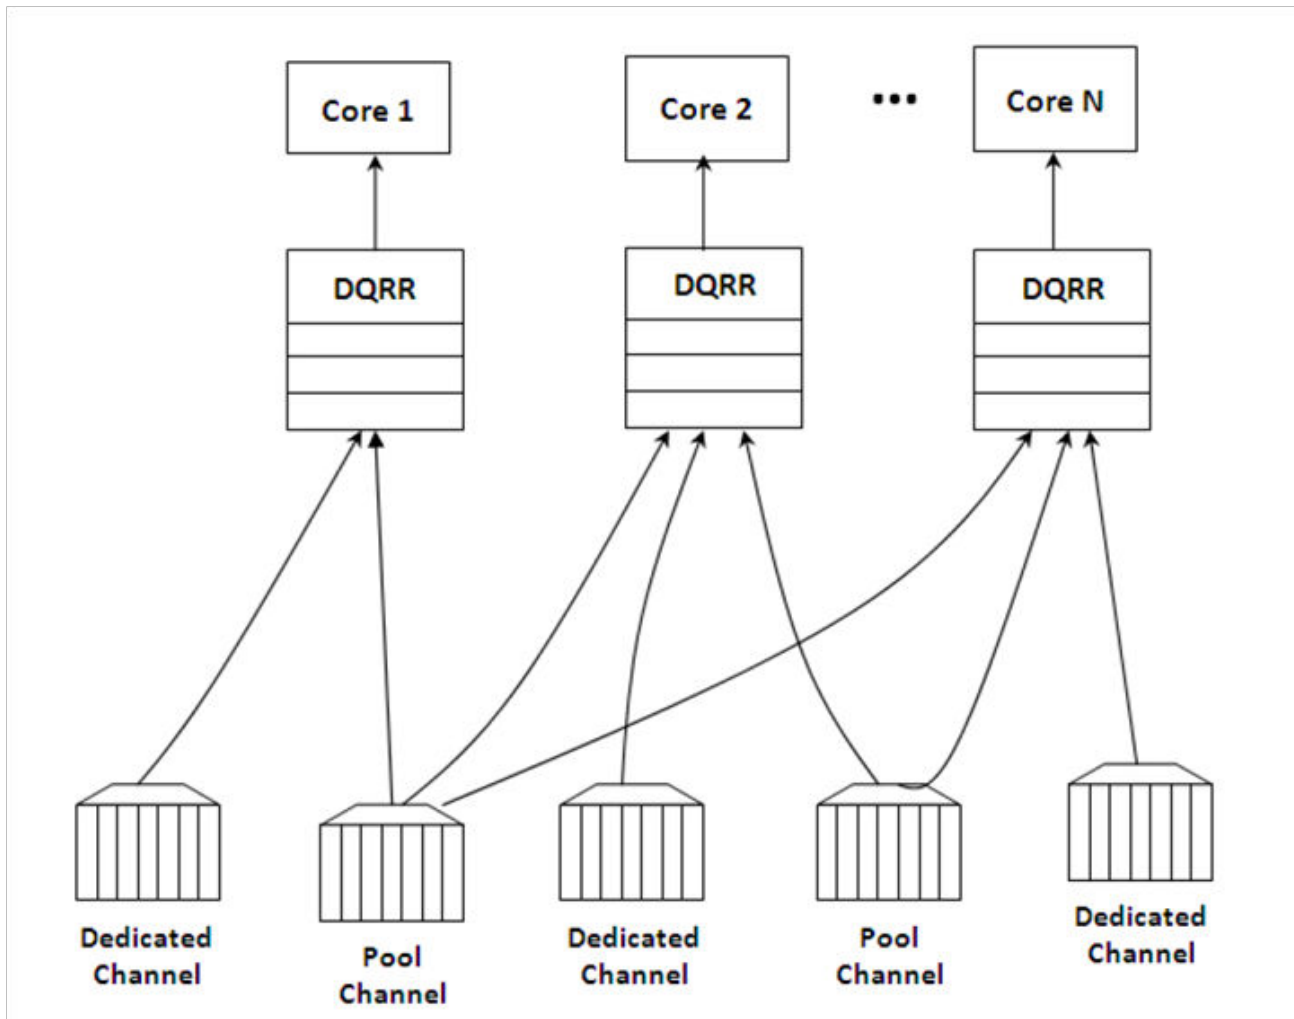 Core 1
Core 2
...
Core N
DQRR
DQRR
DQRR
Dedicated
Channel
Pool
Channel
Dedicated
Channel
Pool
Channel
Dedicated
Channel